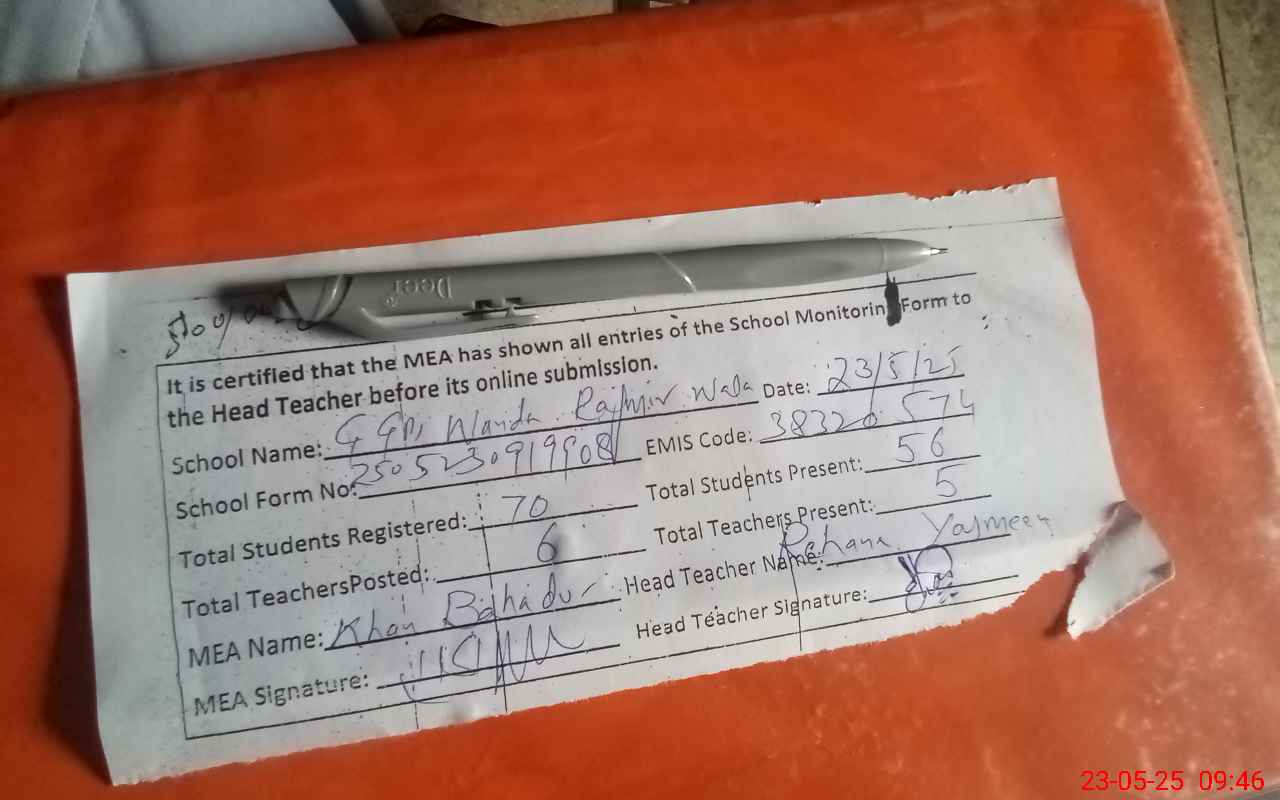 Deer
It is certified that the MEA has shown all entries of the School Monitorin Form to
the Head Teacher before its online submission.
School Name: GGPS Wanda Rajmir Wala Date: 23/5/25
School Form No: 2505230919908 EMIS Code: 38320574
Total Students Registered: 70 Total Students Present: 56
Total TeachersPosted: 6 Total Teachers Present: 5
MEA Name: Khan Bahadur Head Teacher Name: Rehana Yasmeen
MEA Signature: Head Teacher Signature:
23-05-25 09:46